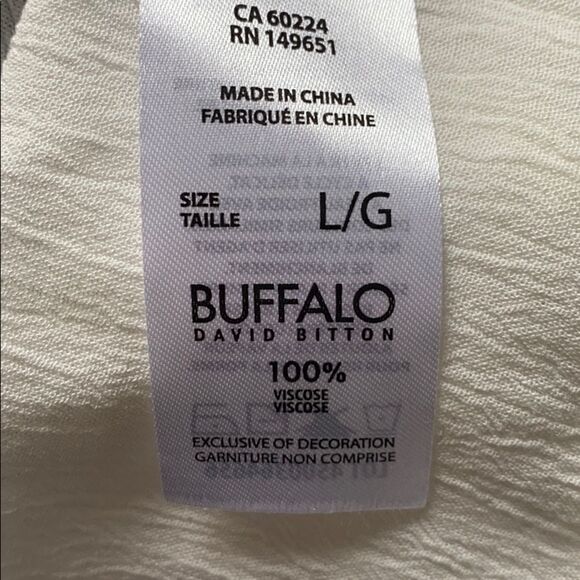 CA 60224
RN 149651
MADE IN CHINA
FABRIQUÉ EN CHINE
SIZE
TAILLE
L/G
BUFFALO
DAVID BITTON
100%
VISCOSE
VISCOSE
EXCLUSIVE OF DECORATION
GARNITURE NON COMPRISE